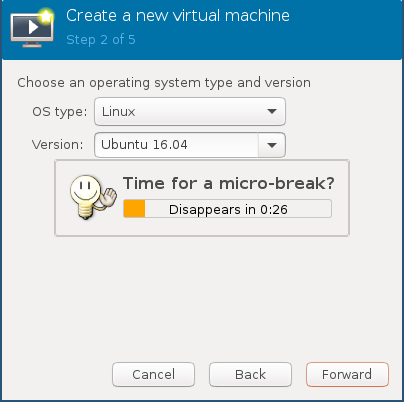 Create a new virtual machine
Step 2 of 5
Choose an operating system type and version
OS type: Linux
Version: Ubuntu 16.04
Time for a micro-break?
Disappears in 0:26
Cancel Back Forward